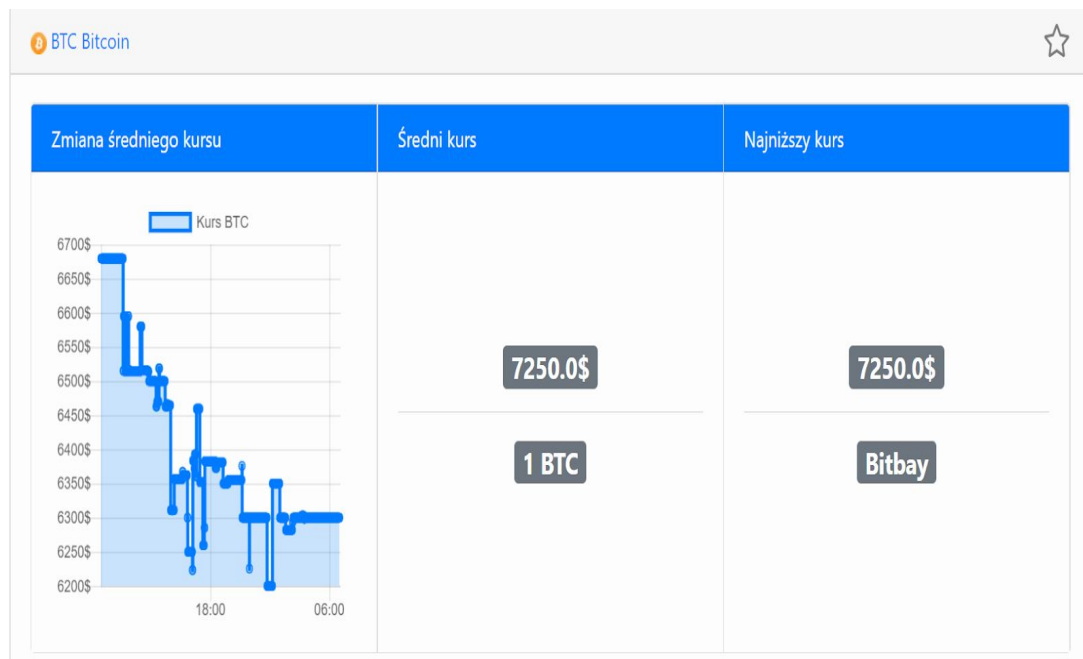 BTC Bitcoin
Zmiana średniego kursu
Średni kurs
Najniższy kurs
Kurs BTC
6700$
6650$
6600$
6550$
6500$
6450$
6400$
6350$
6300$
6250$
6200$
18:00
06:00
7250.0$
1 BTC
7250.0$
Bitbay